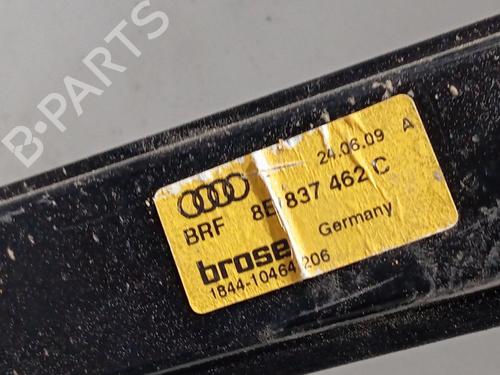 B-PARTS
24.06.09 A
BRF 8E 837 462 C
brose Germany
1844-10464 206